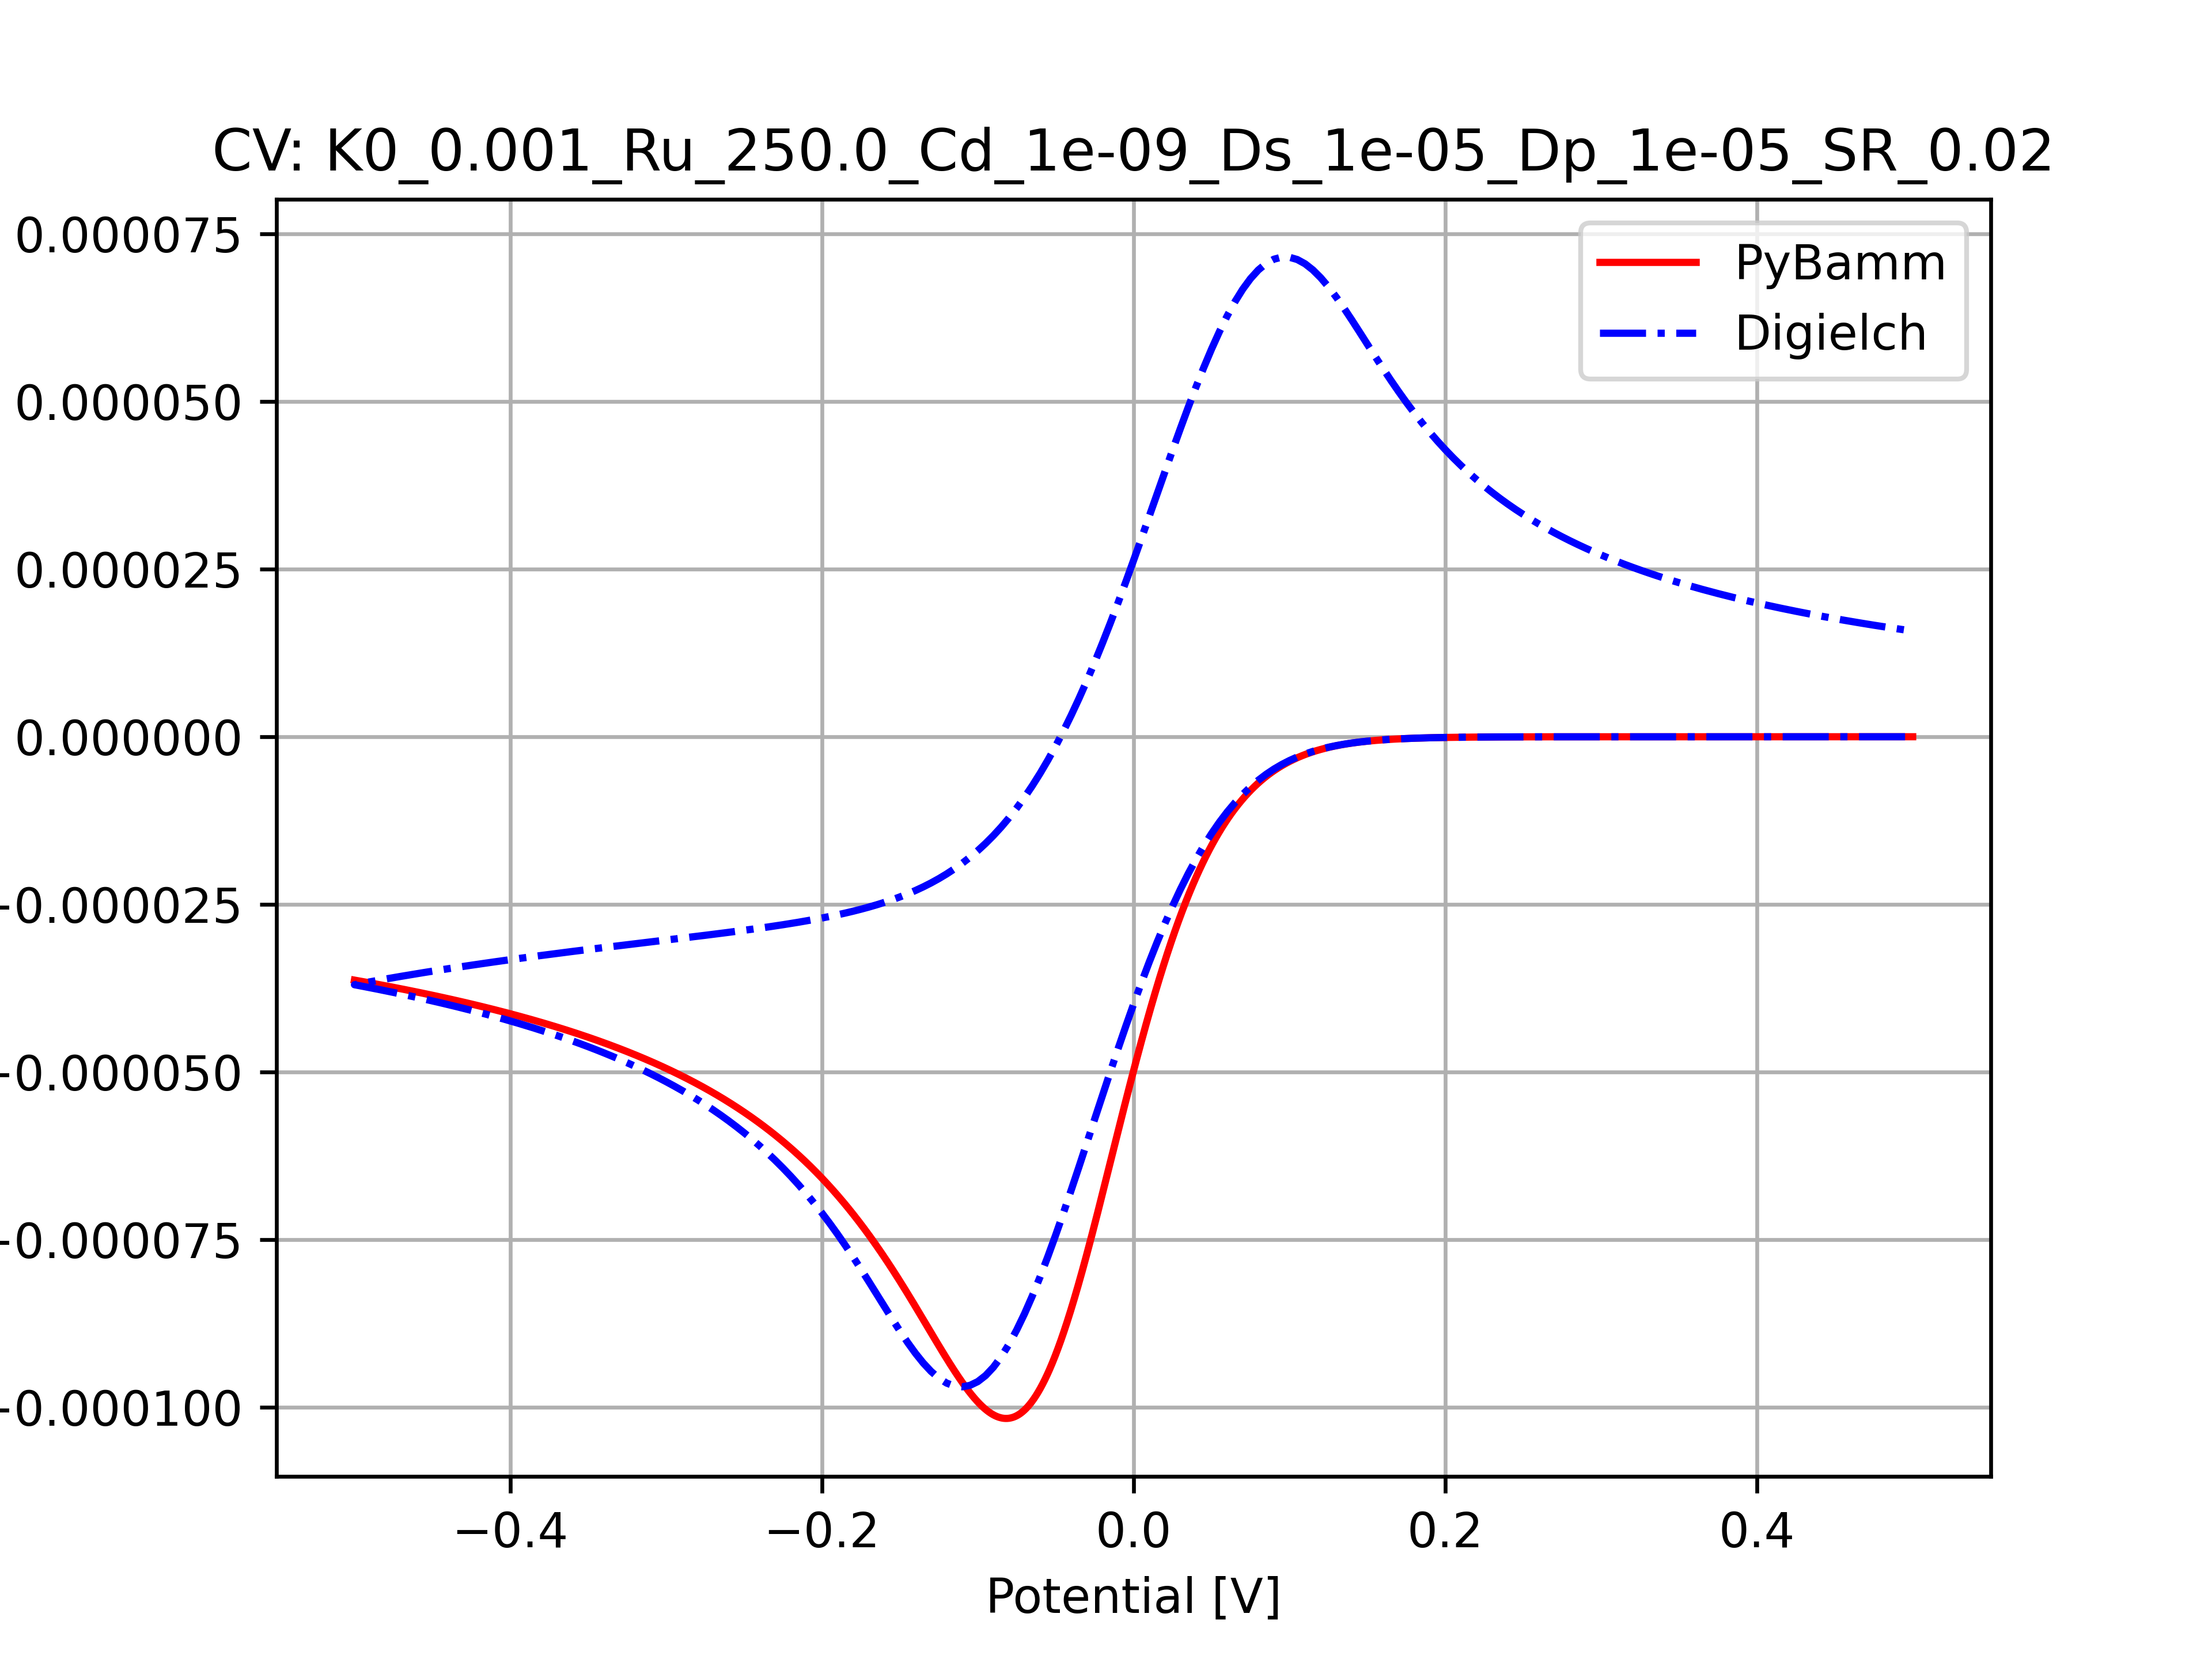 CV: K0_0.001_Ru_250.0_Cd_1e-09_Ds_1e-05_Dp_1e-05_SR_0.02
PyBamm
Digielch
0.000075
0.000050
0.000025
0.000000
-0.000025
-0.000050
-0.000075
-0.000100
−0.4 −0.2 0.0 0.2 0.4
Potential [V]